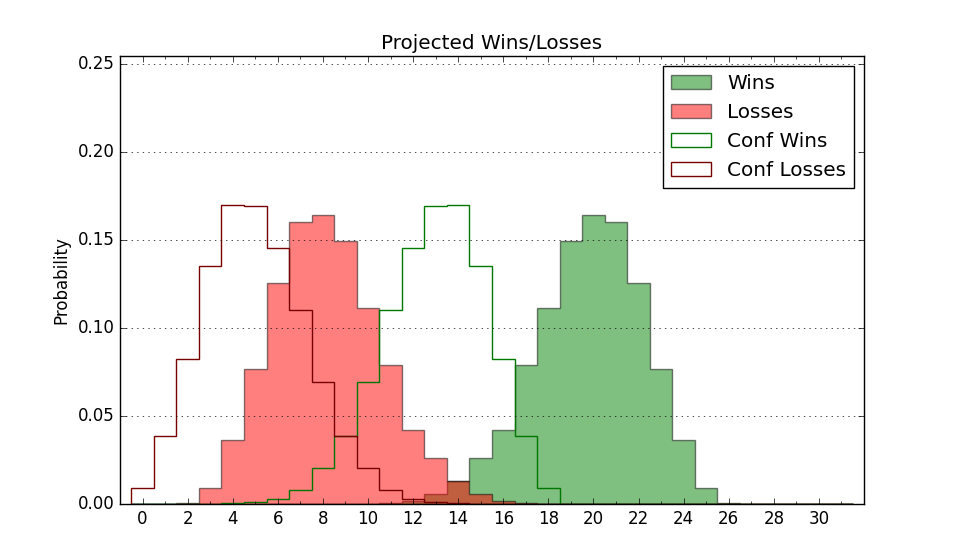 Projected Wins/Losses
0.25
0.20
0.15
0.10
0.05
0.00
Probability
Wins
Losses
Conf Wins
Conf Losses
0 2 4 6 8 10 12 14 16 18 20 22 24 26 28 30